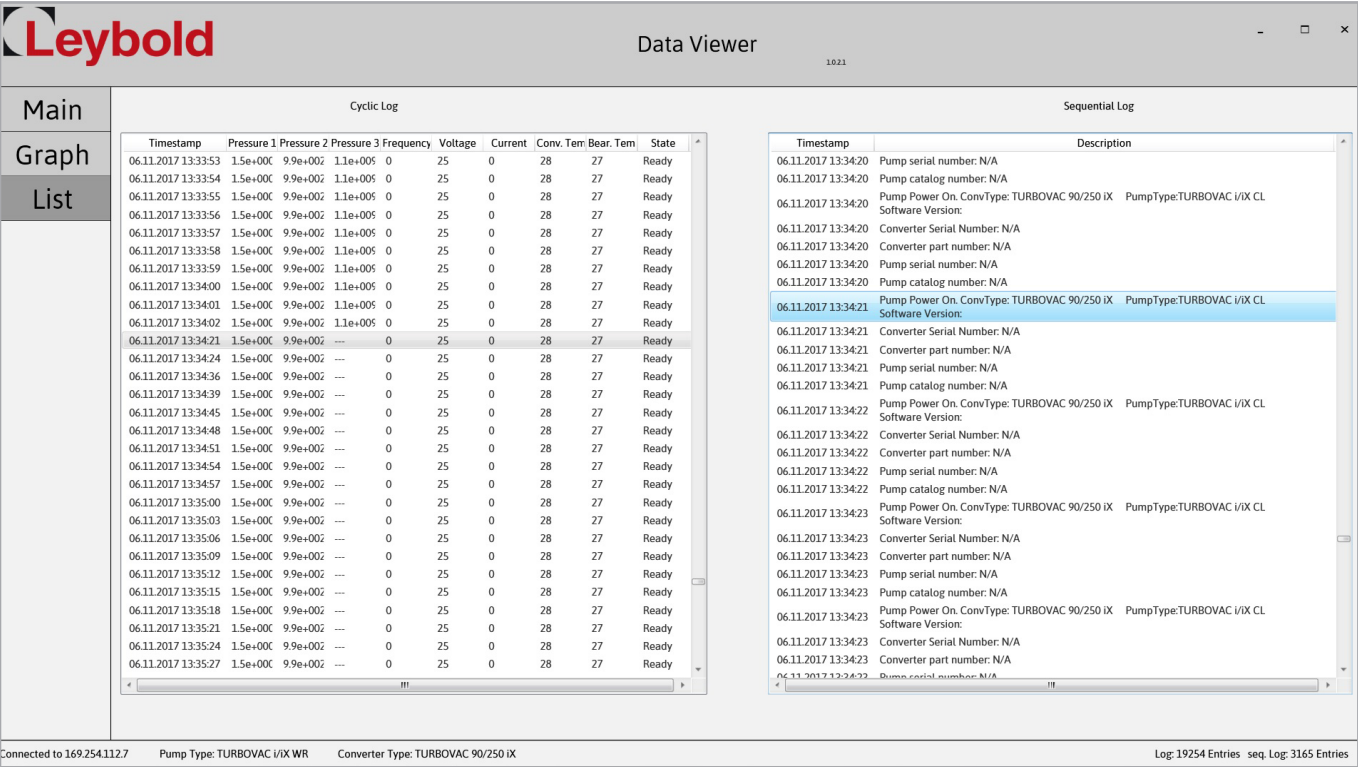 Leybold
Data Viewer
1.0.2.1
Main
Graph
List
Cyclic Log
Timestamp Pressure 1 Pressure 2 Pressure 3 Frequency Voltage Current Conv. Tem Bear. Tem State
06.11.2017 13:33:53 1.5e+000 9.9e+002 1.1e+009 0 25 0 28 27 Ready
06.11.2017 13:33:54 1.5e+000 9.9e+002 1.1e+009 0 25 0 28 27 Ready
06.11.2017 13:33:55 1.5e+000 9.9e+002 1.1e+009 0 25 0 28 27 Ready
06.11.2017 13:33:56 1.5e+000 9.9e+002 1.1e+009 0 25 0 28 27 Ready
06.11.2017 13:33:57 1.5e+000 9.9e+002 1.1e+009 0 25 0 28 27 Ready
06.11.2017 13:33:58 1.5e+000 9.9e+002 1.1e+009 0 25 0 28 27 Ready
06.11.2017 13:33:59 1.5e+000 9.9e+002 1.1e+009 0 25 0 28 27 Ready
06.11.2017 13:34:00 1.5e+000 9.9e+002 1.1e+009 0 25 0 28 27 Ready
06.11.2017 13:34:01 1.5e+000 9.9e+002 1.1e+009 0 25 0 28 27 Ready
06.11.2017 13:34:02 1.5e+000 9.9e+002 1.1e+009 0 25 0 28 27 Ready
06.11.2017 13:34:21 1.5e+000 9.9e+002 --- 0 25 0 28 27 Ready
06.11.2017 13:34:24 1.5e+000 9.9e+002 --- 0 25 0 28 27 Ready
06.11.2017 13:34:36 1.5e+000 9.9e+002 --- 0 25 0 28 27 Ready
06.11.2017 13:34:39 1.5e+000 9.9e+002 --- 0 25 0 28 27 Ready
06.11.2017 13:34:45 1.5e+000 9.9e+002 --- 0 25 0 28 27 Ready
06.11.2017 13:34:48 1.5e+000 9.9e+002 --- 0 25 0 28 27 Ready
06.11.2017 13:34:51 1.5e+000 9.9e+002 --- 0 25 0 28 27 Ready
06.11.2017 13:34:54 1.5e+000 9.9e+002 --- 0 25 0 28 27 Ready
06.11.2017 13:34:57 1.5e+000 9.9e+002 --- 0 25 0 28 27 Ready
06.11.2017 13:35:00 1.5e+000 9.9e+002 --- 0 25 0 28 27 Ready
06.11.2017 13:35:03 1.5e+000 9.9e+002 --- 0 25 0 28 27 Ready
06.11.2017 13:35:06 1.5e+000 9.9e+002 --- 0 25 0 28 27 Ready
06.11.2017 13:35:09 1.5e+000 9.9e+002 --- 0 25 0 28 27 Ready
06.11.2017 13:35:12 1.5e+000 9.9e+002 --- 0 25 0 28 27 Ready
06.11.2017 13:35:15 1.5e+000 9.9e+002 --- 0 25 0 28 27 Ready
06.11.2017 13:35:18 1.5e+000 9.9e+002 --- 0 25 0 28 27 Ready
06.11.2017 13:35:21 1.5e+000 9.9e+002 --- 0 25 0 28 27 Ready
06.11.2017 13:35:24 1.5e+000 9.9e+002 --- 0 25 0 28 27 Ready
06.11.2017 13:35:27 1.5e+000 9.9e+002 --- 0 25 0 28 27 Ready
Sequential Log
Timestamp Description
06.11.2017 13:34:20 Pump serial number: N/A
06.11.2017 13:34:20 Pump catalog number: N/A
06.11.2017 13:34:20 Pump Power On. ConvType: TURBOVAC 90/250 iX PumpType:TURBOVAC i/iX CL
Software Version:
06.11.2017 13:34:20 Converter Serial Number: N/A
06.11.2017 13:34:20 Converter part number: N/A
06.11.2017 13:34:20 Pump serial number: N/A
06.11.2017 13:34:20 Pump catalog number: N/A
06.11.2017 13:34:21 Pump Power On. ConvType: TURBOVAC 90/250 iX PumpType:TURBOVAC i/iX CL
Software Version:
06.11.2017 13:34:21 Converter Serial Number: N/A
06.11.2017 13:34:21 Converter part number: N/A
06.11.2017 13:34:21 Pump serial number: N/A
06.11.2017 13:34:21 Pump catalog number: N/A
06.11.2017 13:34:22 Pump Power On. ConvType: TURBOVAC 90/250 iX PumpType:TURBOVAC i/iX CL
Software Version:
06.11.2017 13:34:22 Converter Serial Number: N/A
06.11.2017 13:34:22 Converter part number: N/A
06.11.2017 13:34:22 Pump serial number: N/A
06.11.2017 13:34:22 Pump catalog number: N/A
06.11.2017 13:34:23 Pump Power On. ConvType: TURBOVAC 90/250 iX PumpType:TURBOVAC i/iX CL
Software Version:
06.11.2017 13:34:23 Converter Serial Number: N/A
06.11.2017 13:34:23 Converter part number: N/A
06.11.2017 13:34:23 Pump serial number: N/A
06.11.2017 13:34:23 Pump catalog number: N/A
06.11.2017 13:34:23 Pump Power On. ConvType: TURBOVAC 90/250 iX PumpType:TURBOVAC i/iX CL
Software Version:
06.11.2017 13:34:23 Converter Serial Number: N/A
06.11.2017 13:34:23 Converter part number: N/A
06.11.2017 13:34:23 Pump serial number: N/A
Connected to 169.254.112.7 Pump Type: TURBOVAC i/iX WR Converter Type: TURBOVAC 90/250 iX Log: 19254 Entries seq. Log: 3165 Entries